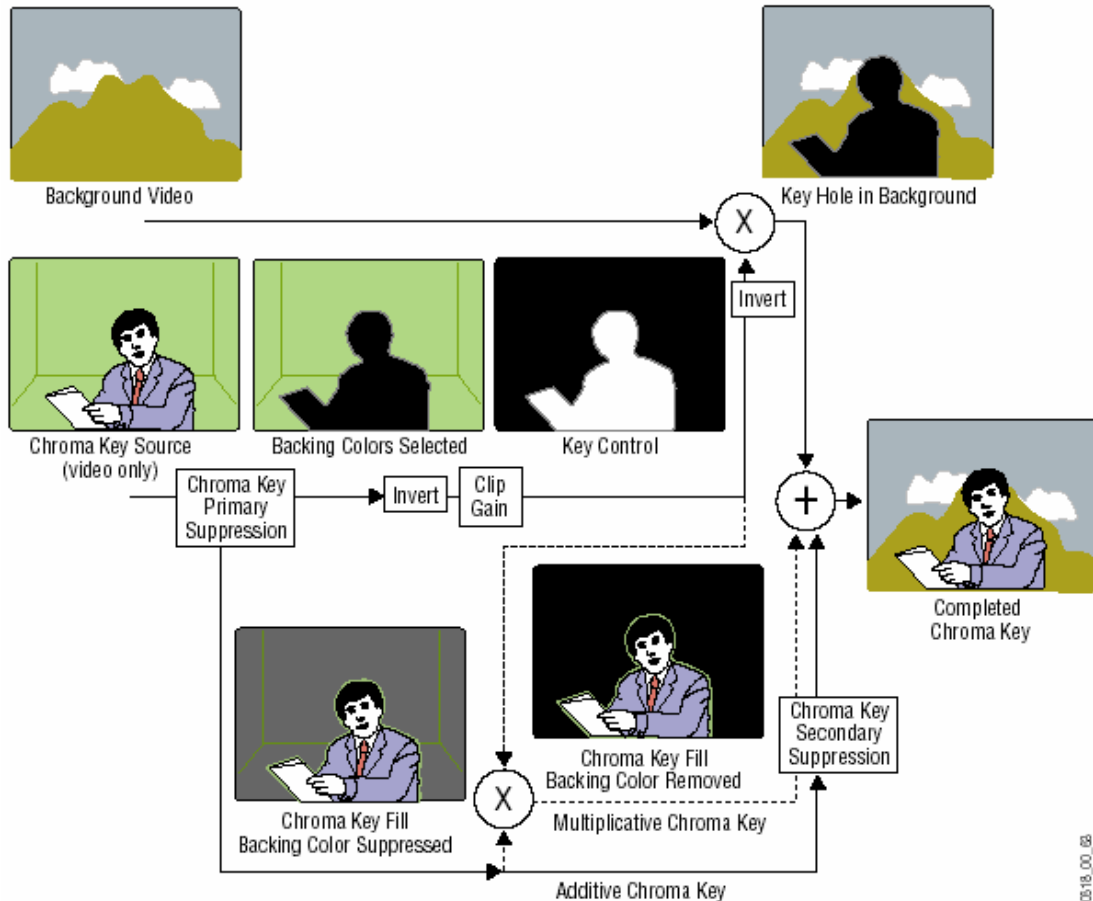 Background Video
Key Hole in Background
X
Invert
Chroma Key Source
(video only)
Backing Colors Selected
Key Control
Chroma Key
Primary
Suppression
Invert
Clip
Gain
+
Completed
Chroma Key
Chroma Key Fill
Backing Color Suppressed
X
Chroma Key Fill
Backing Color Removed
Multiplicative Chroma Key
Chroma Key
Secondary
Suppression
Additive Chroma Key